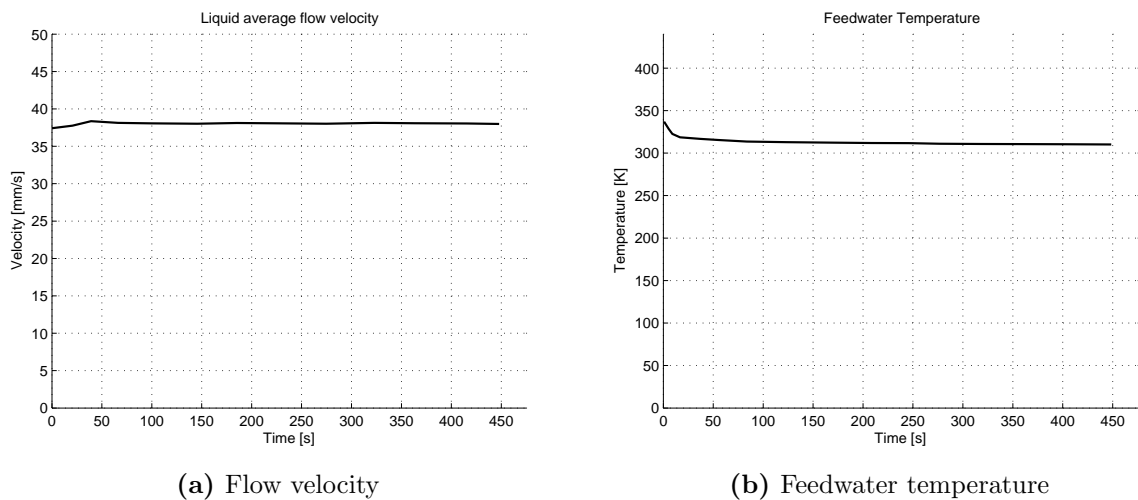 Liquid average flow velocity
50
45
40
35
30
25
20
15
10
5
0
Velocity [mm/s]
0 50 100 150 200 250 300 350 400 450
Time [s]
(a) Flow velocity
Feedwater Temperature
400
350
300
250
200
150
100
50
0
Temperature [K]
0 50 100 150 200 250 300 350 400 450
Time [s]
(b) Feedwater temperature